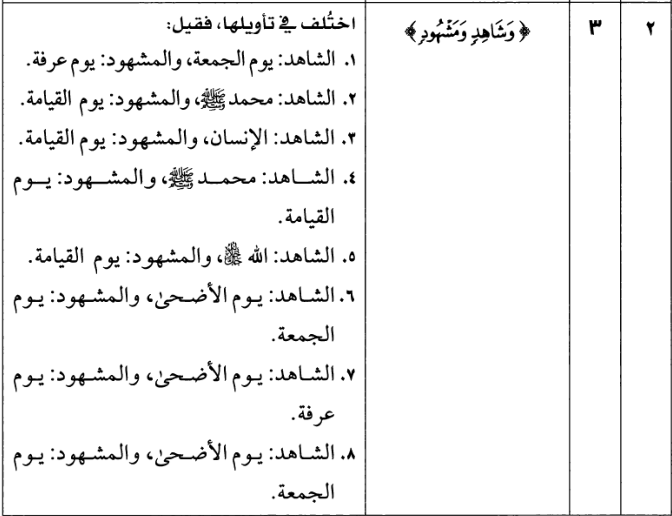 ٢
٣
﴿وَشَاهِدٍ وَمَشْهُودٍ﴾
اختُلف في تأويلها، فقيل:
١. الشاهد: يوم الجمعة، والمشهود: يوم عرفة.
٢. الشاهد: محمد ﷺ، والمشهود: يوم القيامة.
٣. الشاهد: الإنسان، والمشهود: يوم القيامة.
٤. الشاهد: محمد ﷺ، والمشهود: يوم
القيامة.
٥. الشاهد: الله ﷻ، والمشهود: يوم القيامة.
٦. الشاهد: يوم الأضحىٰ، والمشهود: يوم
الجمعة.
٧. الشاهد: يوم الأضحىٰ، والمشهود: يوم
عرفة.
٨. الشاهد: يوم الأضحىٰ، والمشهود: يوم
الجمعة.